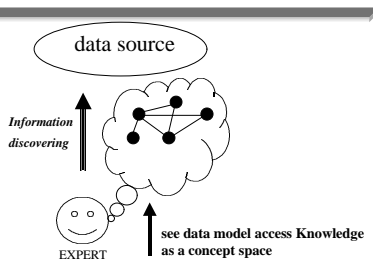 data source
Information
discovering
see data model access Knowledge
as a concept space
EXPERT